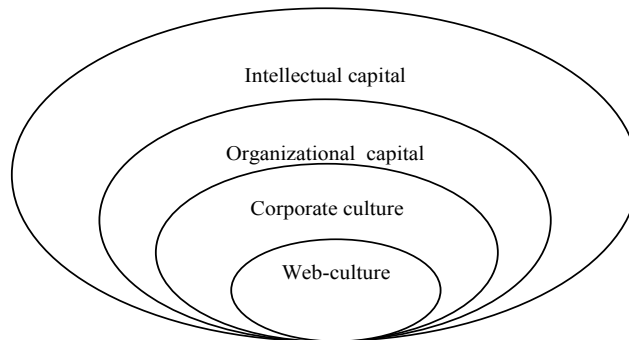 Intellectual capital
Organizational capital
Corporate culture
Web-culture